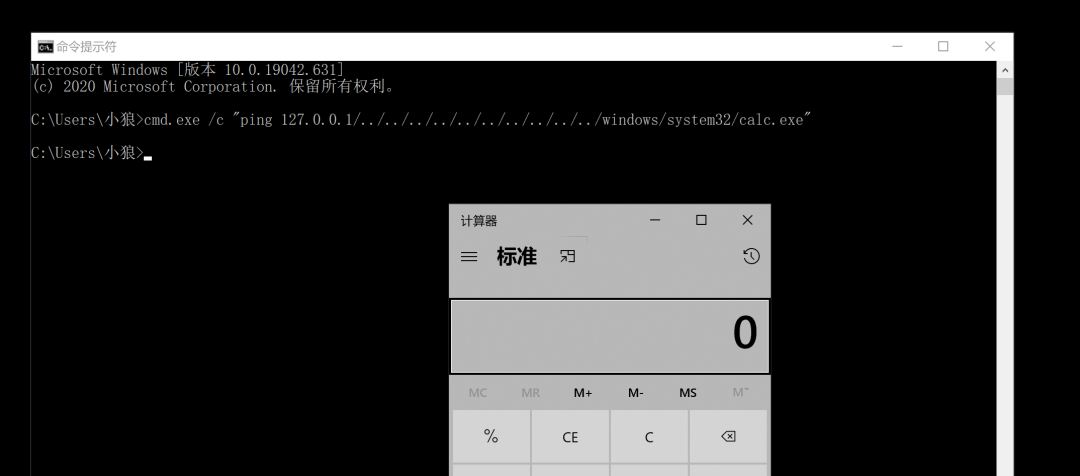 命令提示符
Microsoft Windows [版本 10.0.19042.631]
(c) 2020 Microsoft Corporation. 保留所有权利。
C:\Users\小狼>cmd.exe /c "ping 127.0.0.1/../../../../../../../../../../windows/system32/calc.exe"
C:\Users\小狼>
计算器
标准
0
MC MR M+ M- MS M˅
% CE C